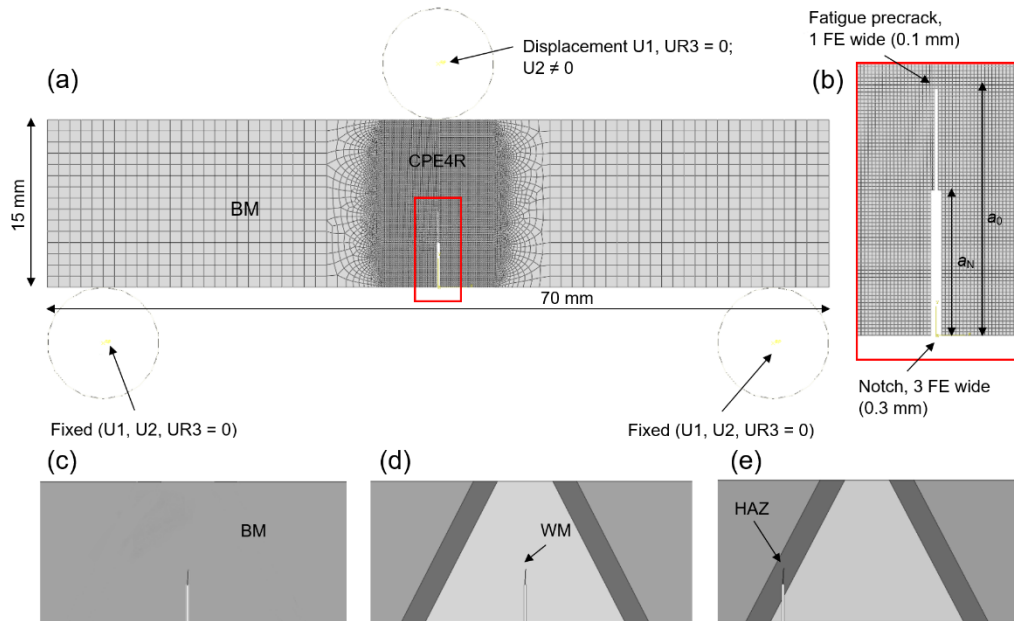 Displacement U1, UR3 = 0;
U2 ≠ 0
(a)
CPE4R
BM
15 mm
70 mm
Fixed (U1, U2, UR3 = 0)
Fixed (U1, U2, UR3 = 0)
Fatigue precrack,
1 FE wide (0.1 mm)
(b)
a0
aN
Notch, 3 FE wide
(0.3 mm)
(c)
BM
(d)
WM
(e)
HAZ